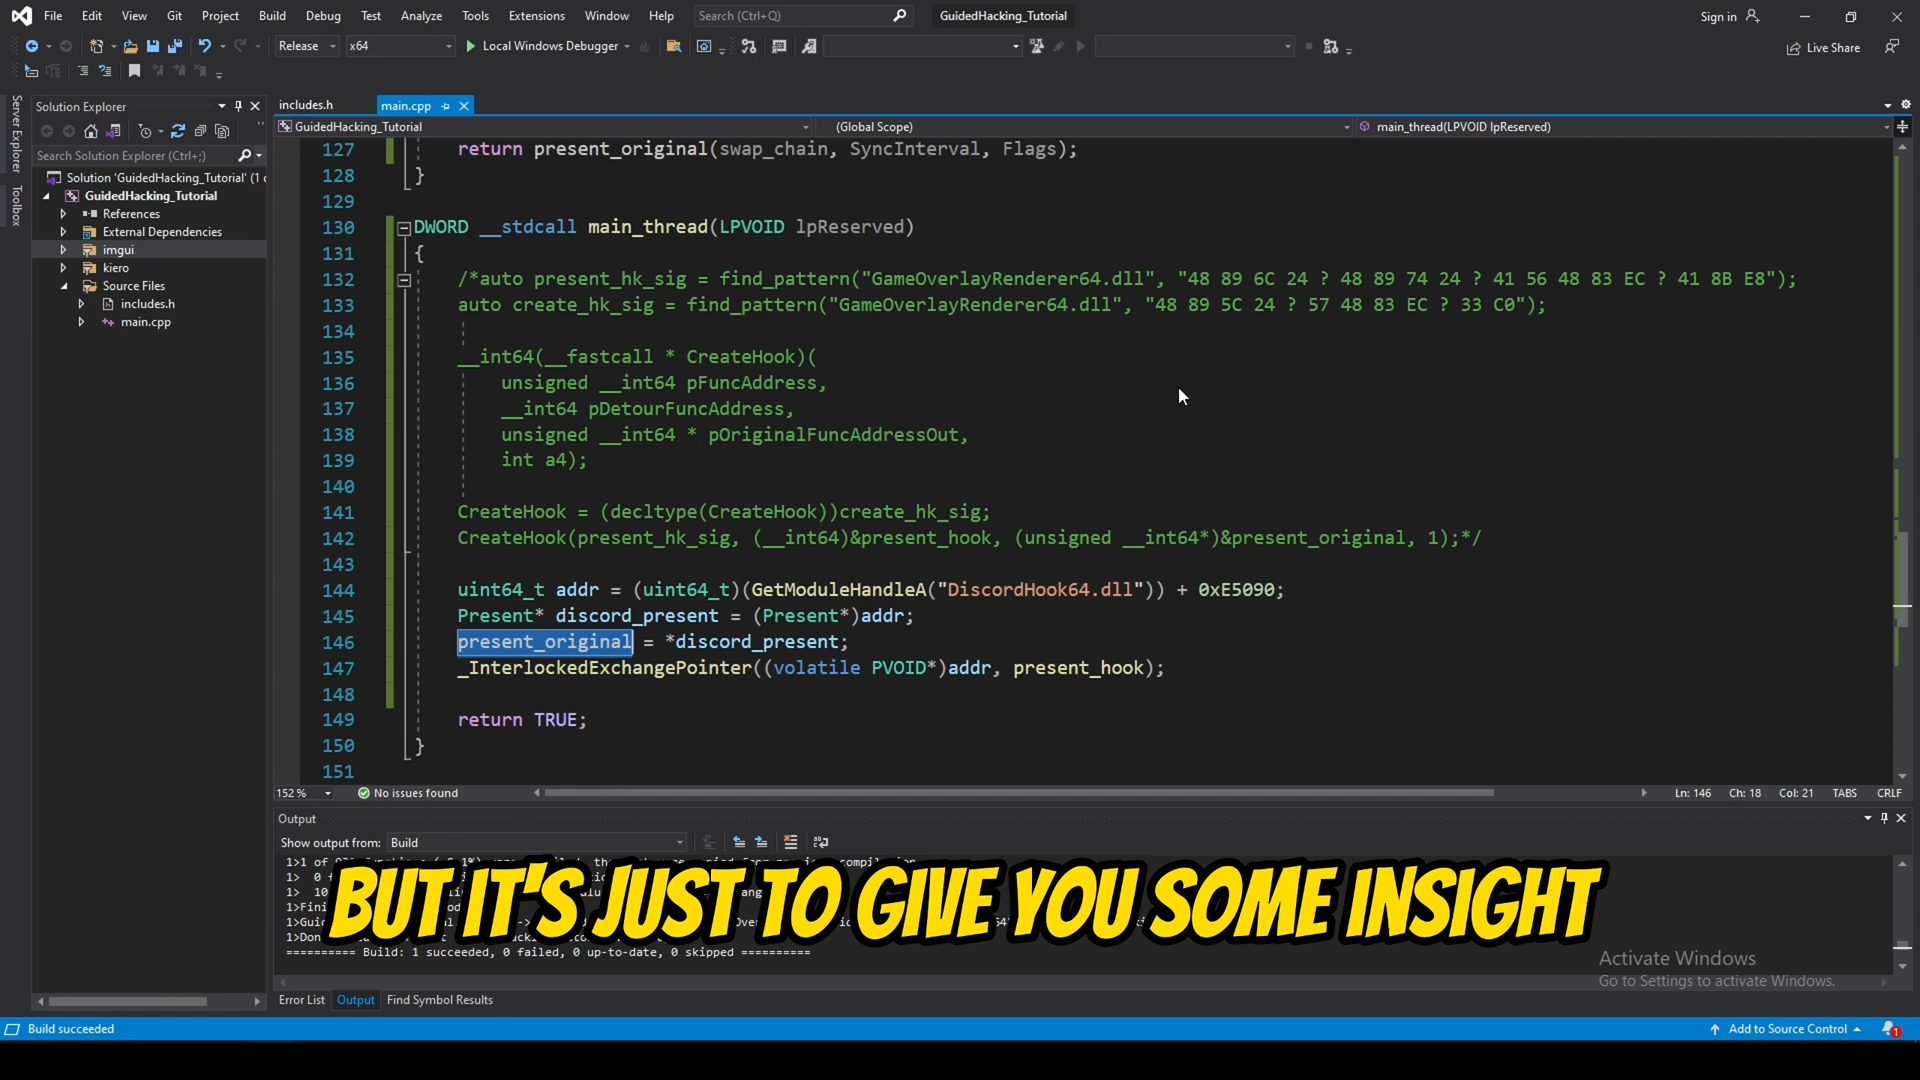 File Edit View Git Project Build Debug Test Analyze Tools Extensions Window Help Search (Ctrl+Q) GuidedHacking_Tutorial Sign in
Release x64 Local Windows Debugger Live Share
Server Explorer
Toolbox
Solution Explorer
Search Solution Explorer (Ctrl+;)
Solution 'GuidedHacking_Tutorial' (1 c
GuidedHacking_Tutorial
References
External Dependencies
imgui
kiero
Source Files
includes.h
main.cpp
includes.h main.cpp
GuidedHacking_Tutorial (Global Scope) main_thread(LPVOID lpReserved)
127 return present_original(swap_chain, SyncInterval, Flags);
128 }
129
130 DWORD __stdcall main_thread(LPVOID lpReserved)
131 {
132 /*auto present_hk_sig = find_pattern("GameOverlayRenderer64.dll", "48 89 6C 24 ? 48 89 74 24 ? 41 56 48 83 EC ? 41 8B E8");
133 auto create_hk_sig = find_pattern("GameOverlayRenderer64.dll", "48 89 5C 24 ? 57 48 83 EC ? 33 C0");
134
135 __int64(__fastcall * CreateHook)(
136 unsigned __int64 pFuncAddress,
137 __int64 pDetourFuncAddress,
138 unsigned __int64 * pOriginalFuncAddressOut,
139 int a4);
140
141 CreateHook = (decltype(CreateHook))create_hk_sig;
142 CreateHook(present_hk_sig, (__int64)&present_hook, (unsigned __int64*)&present_original, 1);*/
143
144 uint64_t addr = (uint64_t)(GetModuleHandleA("DiscordHook64.dll")) + 0xE5090;
145 Present* discord_present = (Present*)addr;
146 present_original = *discord_present;
147 _InterlockedExchangePointer((volatile PVOID*)addr, present_hook);
148
149 return TRUE;
150 }
151
152 % No issues found Ln: 146 Ch: 18 Col: 21 TABS CRLF
Output
Show output from: Build
BUT IT'S JUST TO GIVE YOU SOME INSIGHT
========== Build: 1 succeeded, 0 failed, 0 up-to-date, 0 skipped ==========
Activate Windows
Go to Settings to activate Windows.
Error List Output Find Symbol Results
Build succeeded Add to Source Control 1